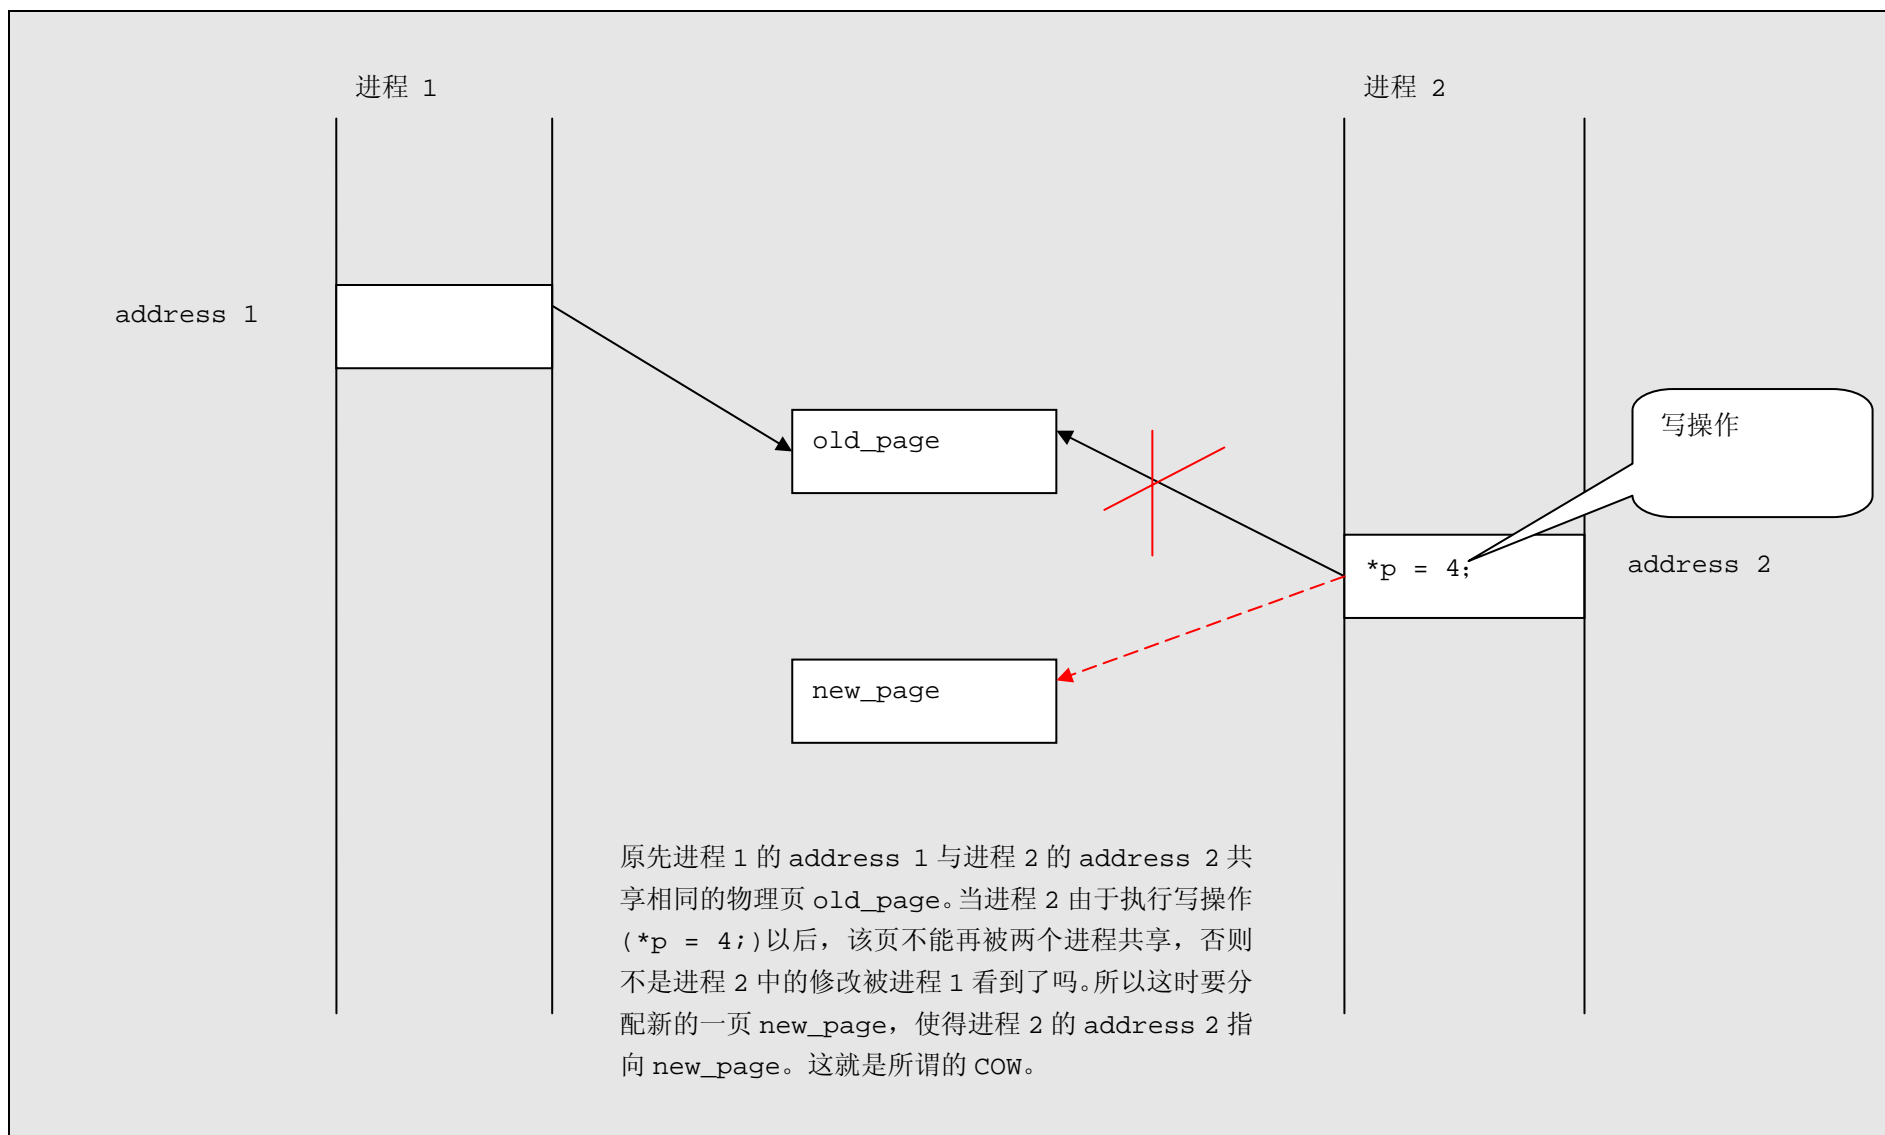 进程 1
进程 2
address 1
old_page
写操作
*p = 4;
address 2
new_page
原先进程 1 的 address 1 与进程 2 的 address 2 共
享相同的物理页 old_page。当进程 2 由于执行写操作
(*p = 4;)以后，该页不能再被两个进程共享，否则
不是进程 2 中的修改被进程 1 看到了吗。所以这时要分
配新的一页 new_page，使得进程 2 的 address 2 指
向 new_page。这就是所谓的 COW。